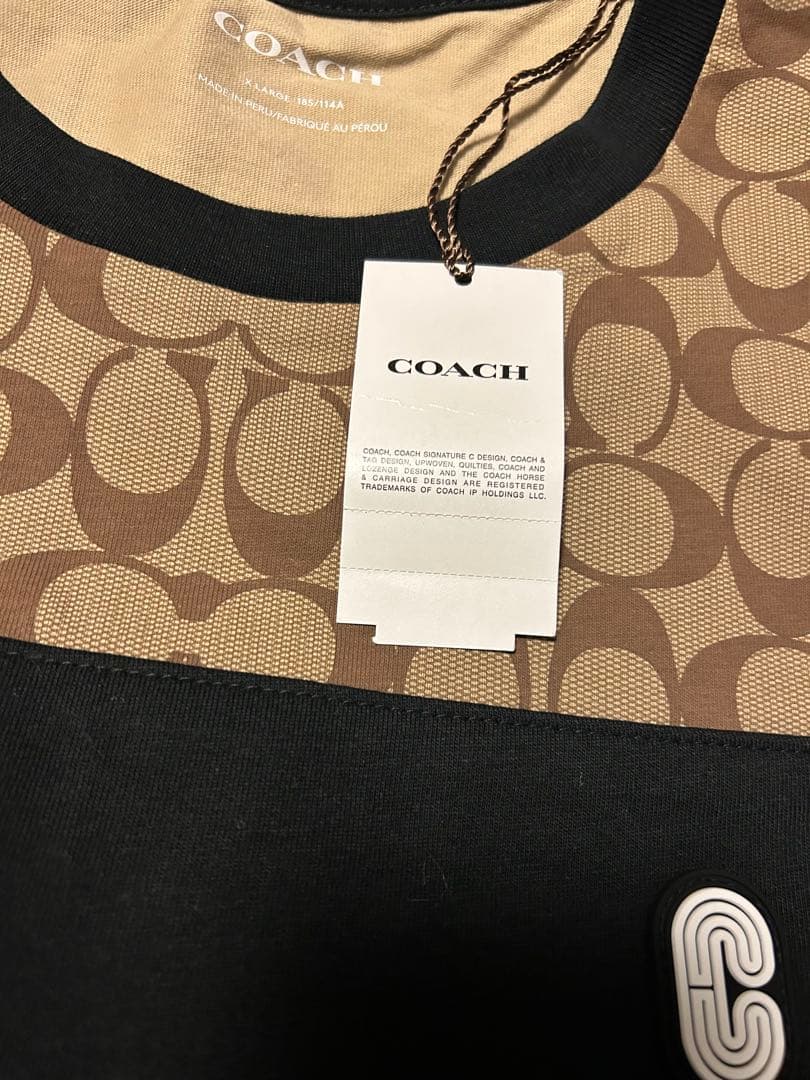 COACH
X LARGE 185/114A
MADE IN PERU/FABRIQUÉ AU PÉROU
COACH
COACH, COACH SIGNATURE C DESIGN, COACH &
TAG DESIGN, UPWOVEN, QUILTIES, COACH AND
LOZENGE DESIGN AND THE COACH HORSE
& CARRIAGE DESIGN ARE REGISTERED
TRADEMARKS OF COACH IP HOLDINGS LLC.